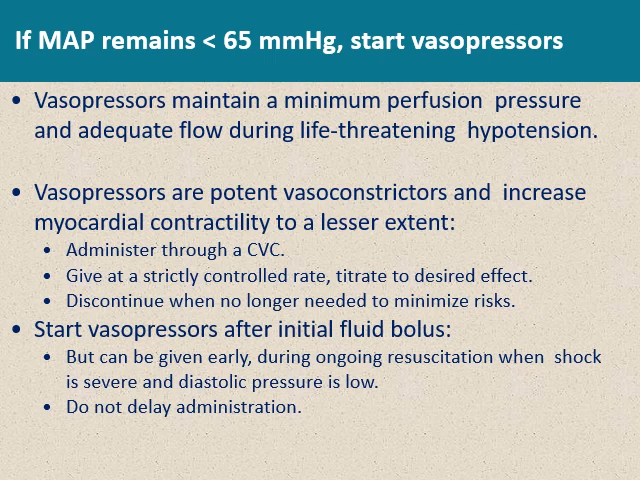 If MAP remains < 65 mmHg, start vasopressors
• Vasopressors maintain a minimum perfusion pressure
and adequate flow during life-threatening hypotension.
• Vasopressors are potent vasoconstrictors and increase
myocardial contractility to a lesser extent:
• Administer through a CVC.
• Give at a strictly controlled rate, titrate to desired effect.
• Discontinue when no longer needed to minimize risks.
• Start vasopressors after initial fluid bolus:
• But can be given early, during ongoing resuscitation when shock
is severe and diastolic pressure is low.
• Do not delay administration.